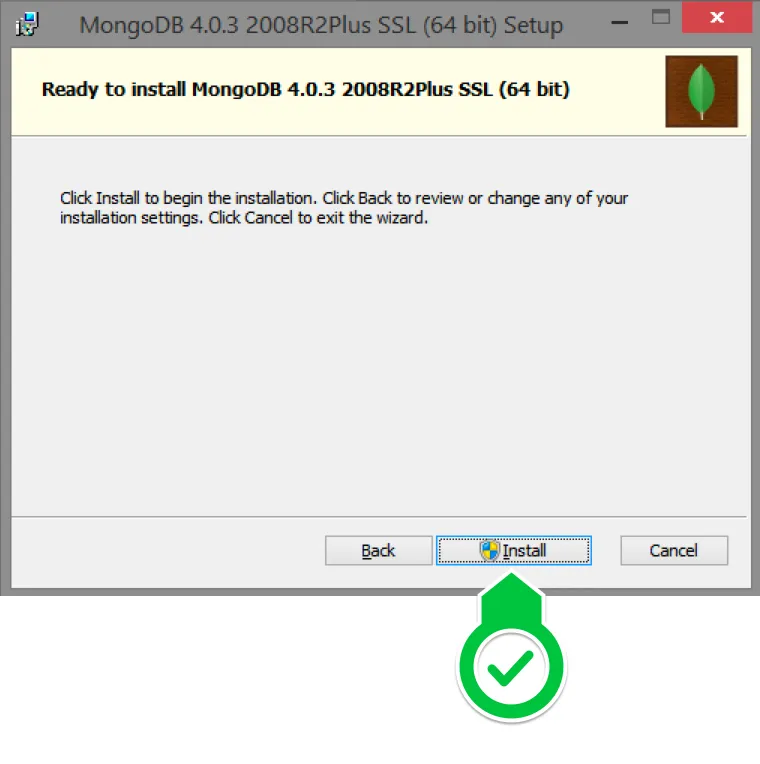 MongoDB 4.0.3 2008R2Plus SSL (64 bit) Setup
Ready to install MongoDB 4.0.3 2008R2Plus SSL (64 bit)
Click Install to begin the installation. Click Back to review or change any of your
installation settings. Click Cancel to exit the wizard.
Back
Install
Cancel